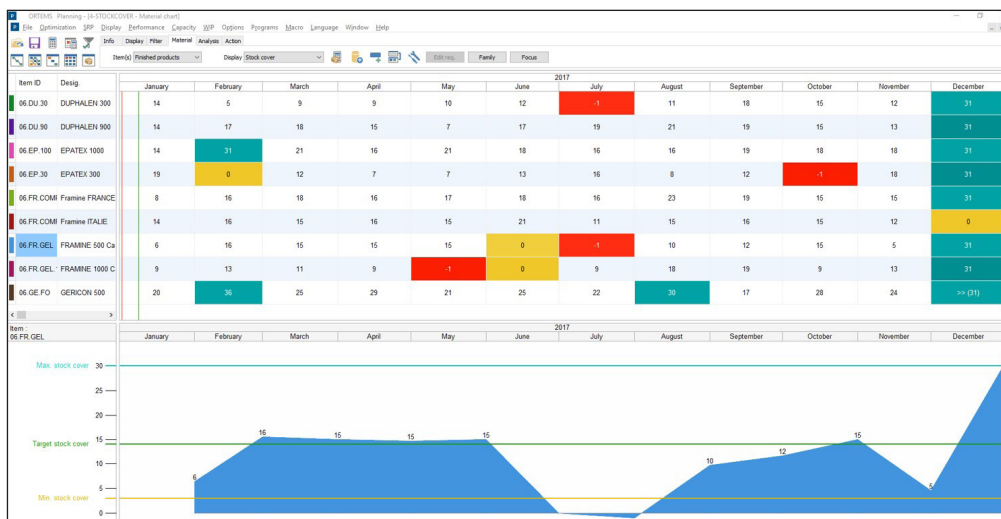 ORTEMS Planning - [4-STOCKCOVER - Material chart]
File Optimization SRP Display Performance Capacity WIP Options Programs Macro Language Window Help
Info Display Filter Material Analysis Action
Item(s) Finished products Display Stock cover Edit req. Family Focus
2017
Item ID Desig. January February March April May June July August September October November December
06.DU.30 DUPHALEN 300 14 5 9 9 10 12 -1 11 18 15 12 31
06.DU.90 DUPHALEN 900 14 17 18 15 7 17 19 21 19 15 13 31
06.EP.100 EPATEX 1000 14 31 21 16 21 18 16 16 19 18 18 31
06.EP.30 EPATEX 300 19 0 12 7 7 13 16 8 12 -1 18 31
06.FR.COMI Framine FRANCE 8 16 18 16 17 18 16 23 19 15 15 31
06.FR.COMI Framine ITALIE 14 16 15 16 15 21 11 15 16 15 12 0
06.FR.GEL FRAMINE 500 Ca 6 16 15 15 15 0 -1 10 12 15 5 31
06.FR.GEL. FRAMINE 1000 C 9 13 11 9 -1 0 9 18 19 9 13 31
06.GE.FO GERICON 500 20 36 25 29 21 25 22 30 17 28 24 >> (31)
Item :
06.FR.GEL
2017
January February March April May June July August September October November December
Max. stock cover 30
25
20
Target stock cover 15
10
5
Min. stock cover
0
6 16 15 15 15 10 12 15 5